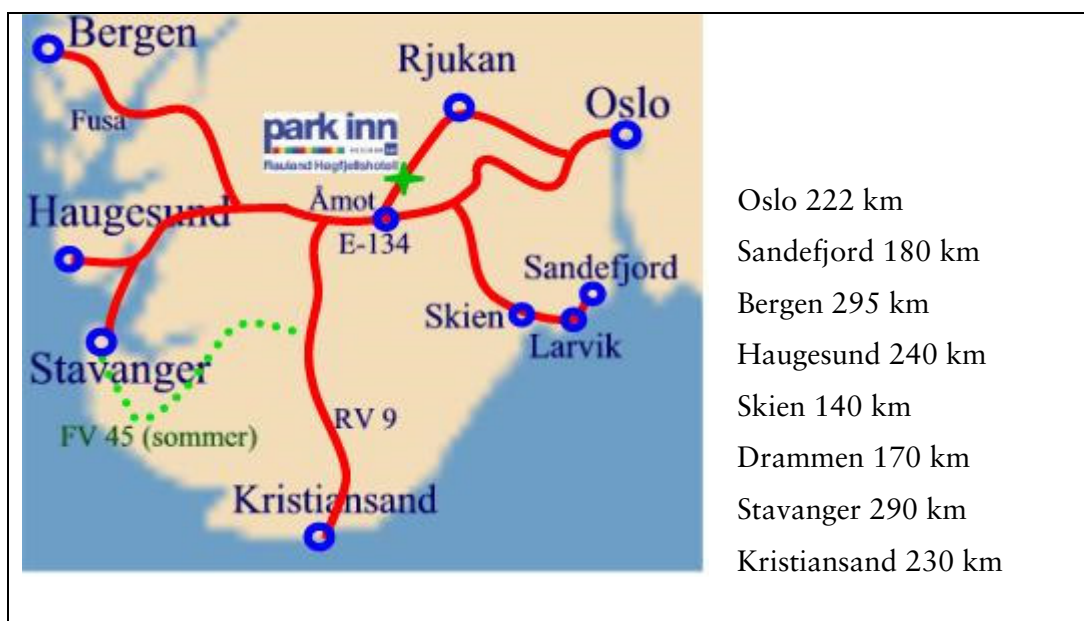 Bergen
Rjukan
Oslo
Fusa
park inn
Rauland Høgfjellshotell
Åmot
Haugesund
E-134
Sandefjord
Skien
Larvik
Stavanger
RV 9
FV 45 (sommer)
Kristiansand
Oslo 222 km
Sandefjord 180 km
Bergen 295 km
Haugesund 240 km
Skien 140 km
Drammen 170 km
Stavanger 290 km
Kristiansand 230 km